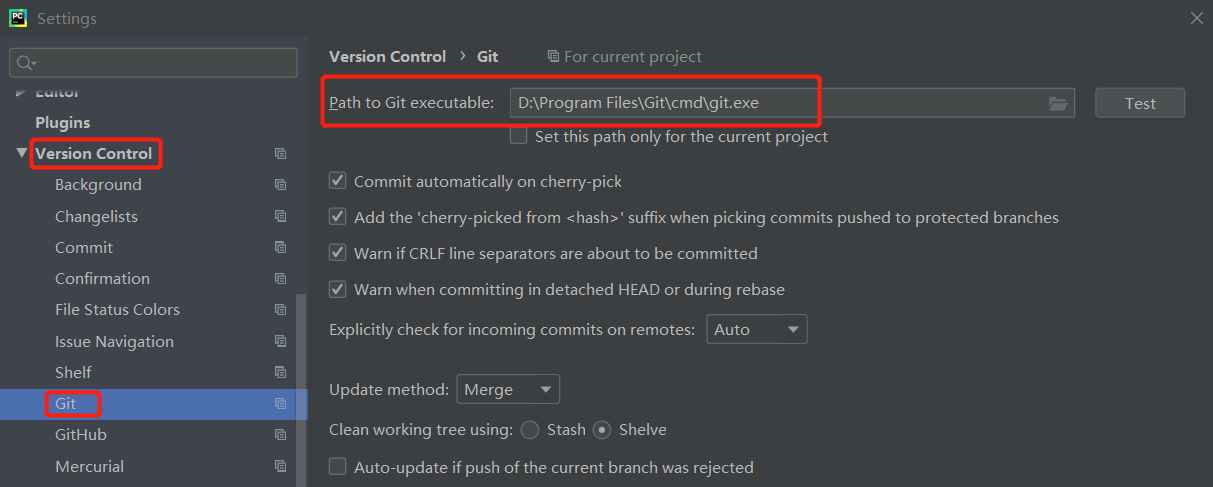 PC
Settings
Editor
Plugins
Version Control
Background
Changelists
Commit
Confirmation
File Status Colors
Issue Navigation
Shelf
Git
GitHub
Mercurial
Version Control › Git For current project
Path to Git executable: D:\Program Files\Git\cmd\git.exe Test
Set this path only for the current project
Commit automatically on cherry-pick
Add the 'cherry-picked from <hash>' suffix when picking commits pushed to protected branches
Warn if CRLF line separators are about to be committed
Warn when committing in detached HEAD or during rebase
Explicitly check for incoming commits on remotes: Auto
Update method: Merge
Clean working tree using: Stash Shelve
Auto-update if push of the current branch was rejected